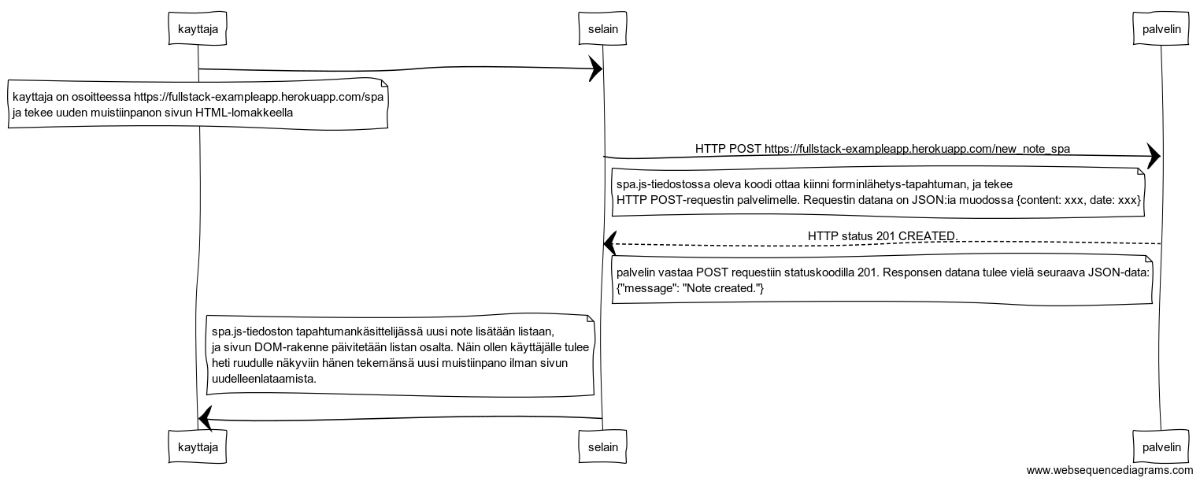 kayttaja
selain
palvelin
kayttaja on osoitteessa https://fullstack-exampleapp.herokuapp.com/spa
ja tekee uuden muistiinpanon sivun HTML-lomakkeella
HTTP POST https://fullstack-exampleapp.herokuapp.com/new_note_spa
spa.js-tiedostossa oleva koodi ottaa kiinni forminlähetys-tapahtuman, ja tekee
HTTP POST-requestin palvelimelle. Requestin datana on JSON:ia muodossa {content: xxx, date: xxx}
HTTP status 201 CREATED.
palvelin vastaa POST requestiin statuskoodilla 201. Responsen datana tulee vielä seuraava JSON-data:
{"message": "Note created."}
spa.js-tiedoston tapahtumankäsittelijässä uusi note lisätään listaan,
ja sivun DOM-rakenne päivitetään listan osalta. Näin ollen käyttäjälle tulee
heti ruudulle näkyviin hänen tekemänsä uusi muistiinpano ilman sivun
uudelleenlataamista.
kayttaja
selain
palvelin
www.websequencediagrams.com